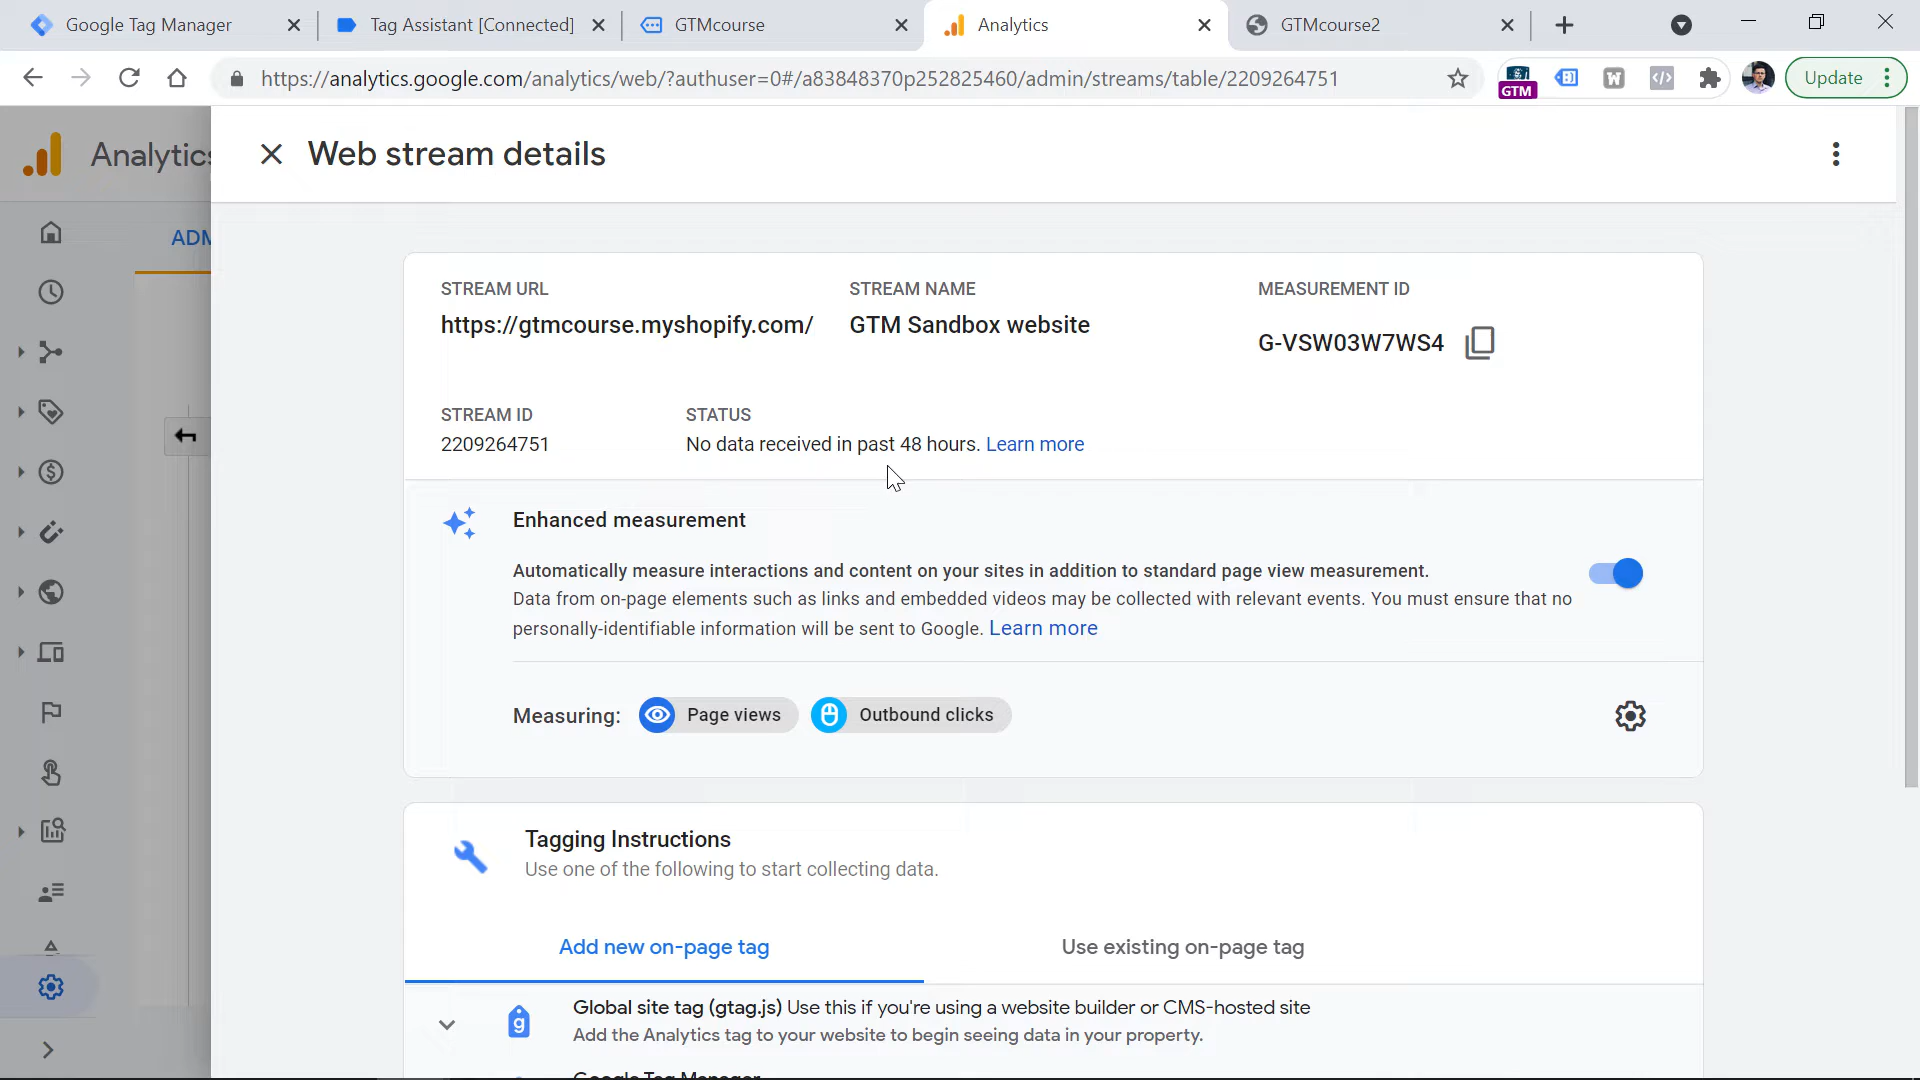 Google Tag Manager
Tag Assistant [Connected]
GTMcourse
Analytics
GTMcourse2
https://analytics.google.com/analytics/web/?authuser=0#/a83848370p252825460/admin/streams/table/2209264751
GTM
W
Update
Analytics
Web stream details
ADM
STREAM URL
https://gtmcourse.myshopify.com/
STREAM NAME
GTM Sandbox website
MEASUREMENT ID
G-VSW03W7WS4
STREAM ID
2209264751
STATUS
No data received in past 48 hours. Learn more
Enhanced measurement
Automatically measure interactions and content on your sites in addition to standard page view measurement.
Data from on-page elements such as links and embedded videos may be collected with relevant events. You must ensure that no
personally-identifiable information will be sent to Google. Learn more
Measuring:
Page views
Outbound clicks
Tagging Instructions
Use one of the following to start collecting data.
Add new on-page tag
Use existing on-page tag
g
Global site tag (gtag.js) Use this if you're using a website builder or CMS-hosted site
Add the Analytics tag to your website to begin seeing data in your property.
Google Tag Manager